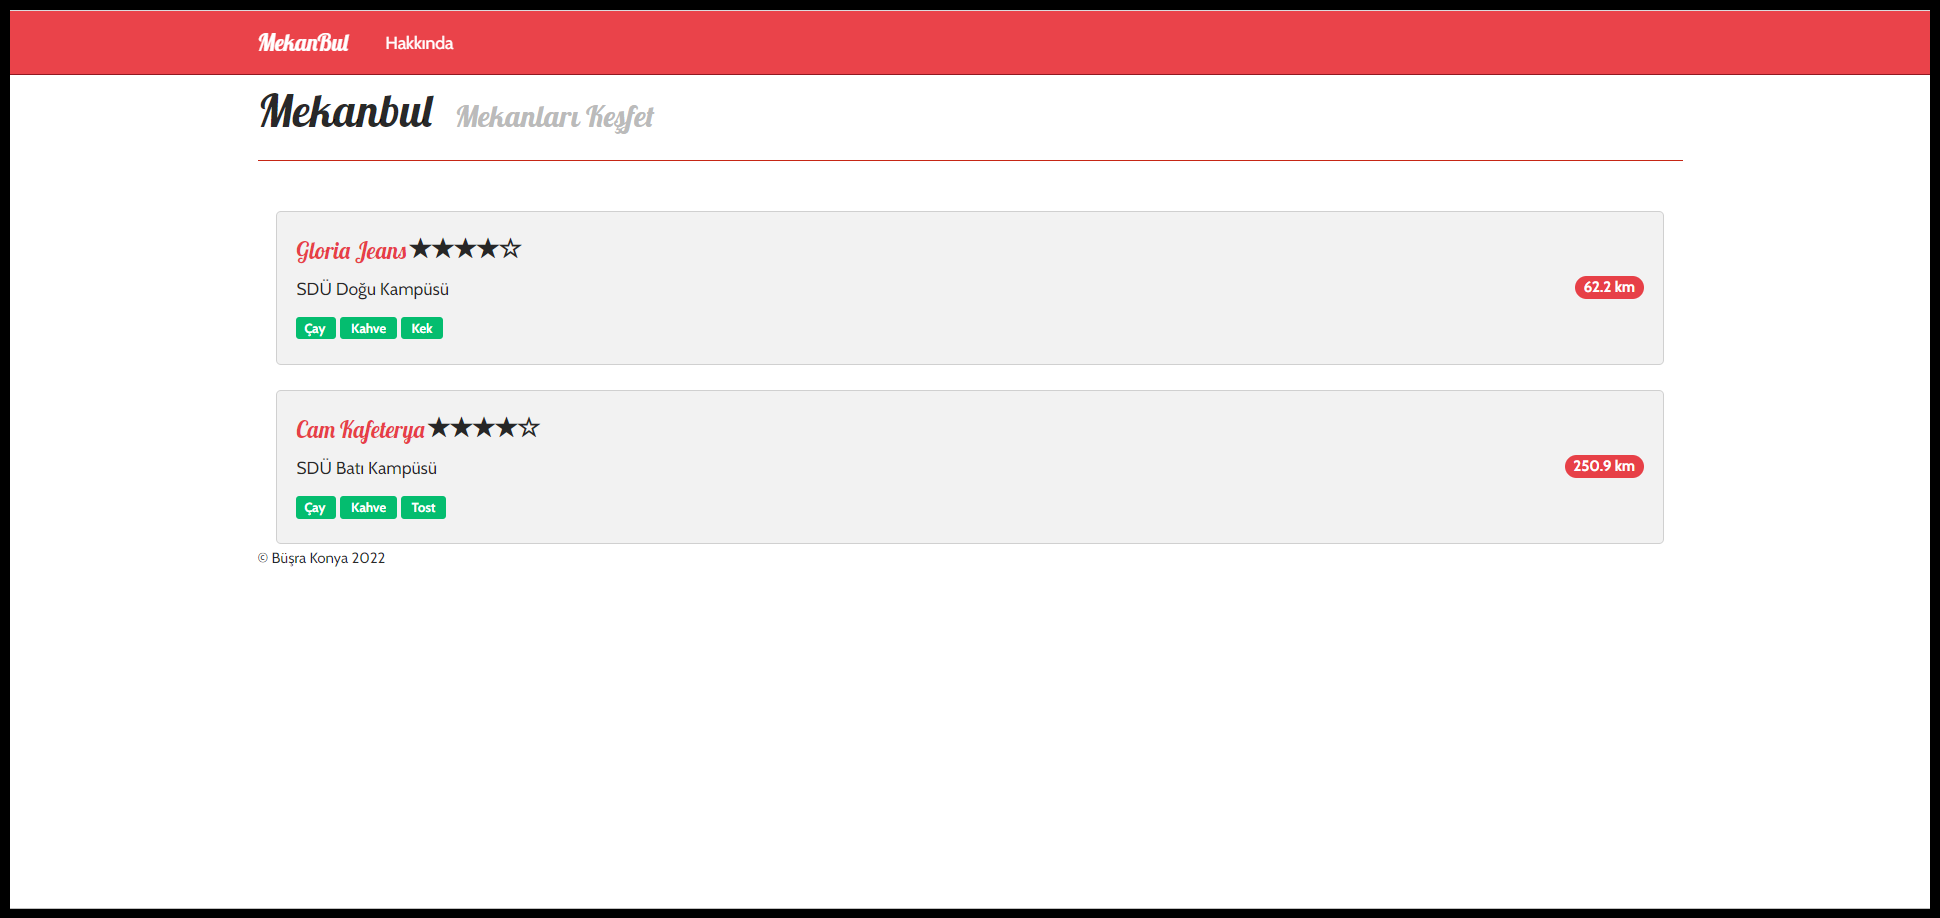 MekanBul Hakkında
Mekanbul Mekanları Keşfet
Gloria Jeans ★★★★☆
SDÜ Doğu Kampüsü
62.2 km
Çay Kahve Kek
Cam Kafeterya ★★★★☆
SDÜ Batı Kampüsü
250.9 km
Çay Kahve Tost
© Büşra Konya 2022